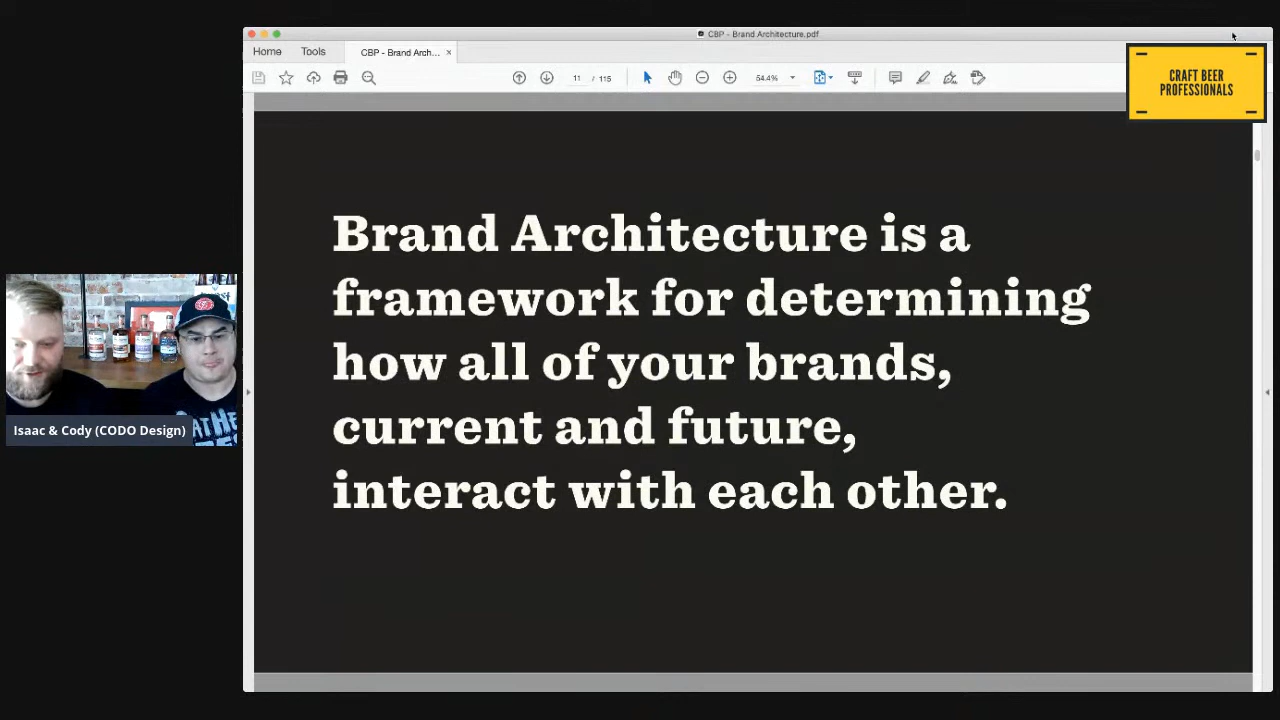 CBP - Brand Architecture.pdf
Home
Tools
CBP - Brand Arch...
×
11 / 115
54.4%
CRAFT BEER
PROFESSIONALS
Brand Architecture is a
framework for determining
how all of your brands,
current and future,
interact with each other.
Isaac & Cody (CODO Design)